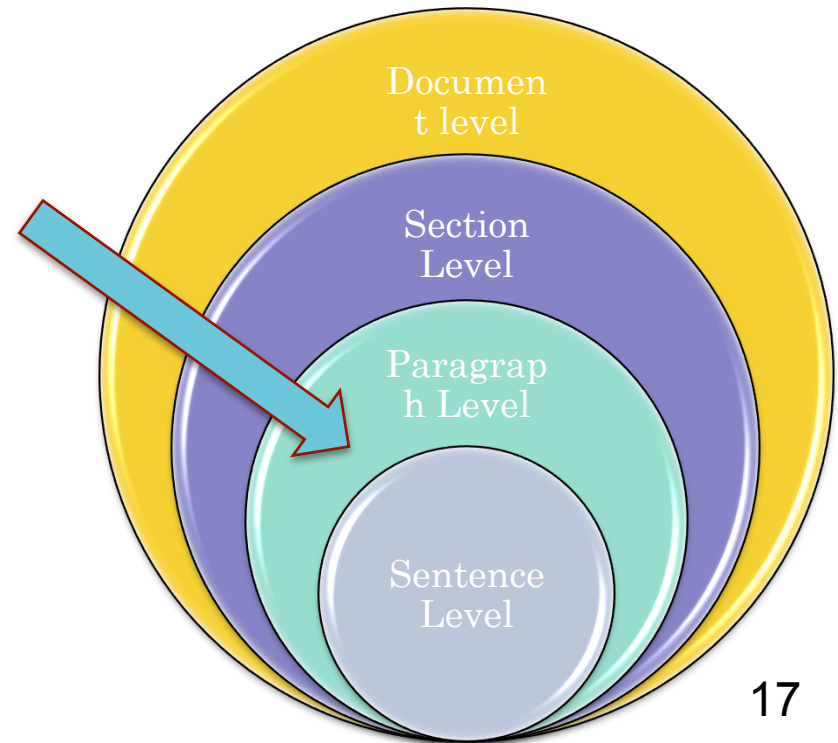 Documen
t level
Section
Level
Paragrap
h Level
Sentence
Level
17